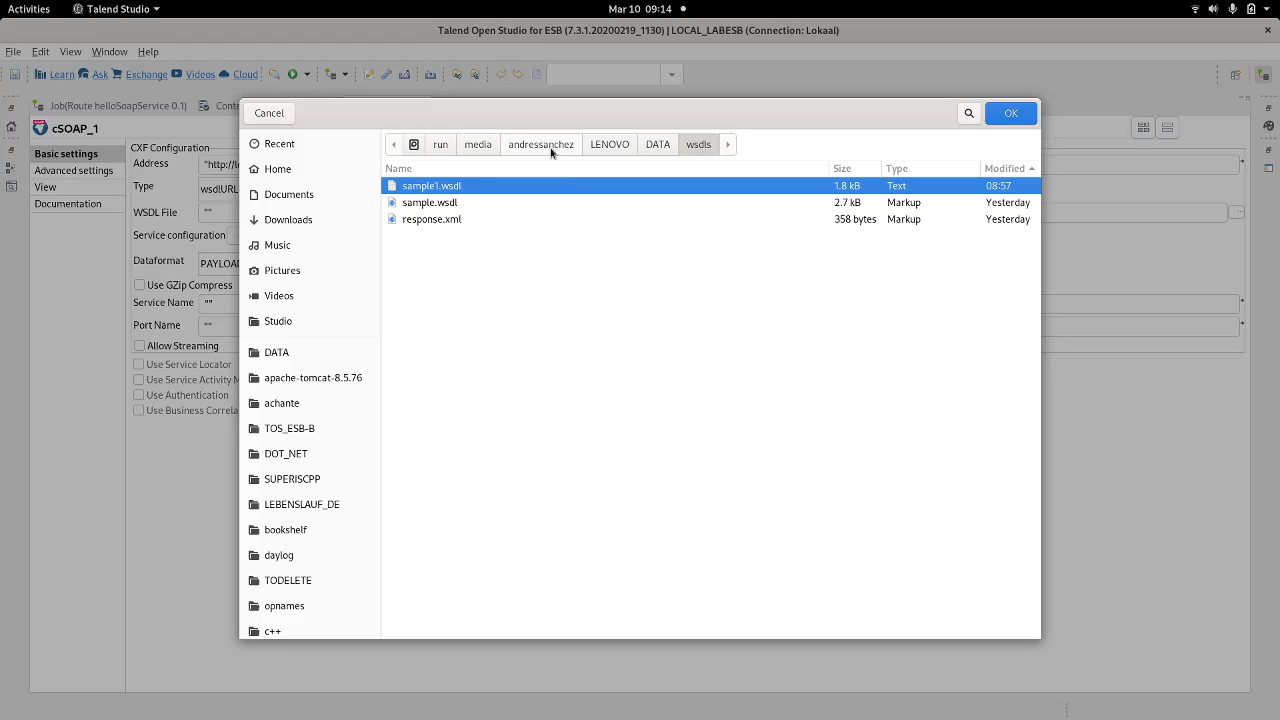 Activities Talend Studio Mar 10 09:14
Talend Open Studio for ESB (7.3.1.20200219_1130) | LOCAL_LABESB (Connection: Lokaal)
File Edit View Window Help
Learn Ask Exchange Videos Cloud
Job(Route helloSoapService 0.1)
cSOAP_1
Basic settings
Advanced settings
View
Documentation
CXF Configuration
Address "http://l
Type wsdlURL
WSDL File ""
Service configuration
Dataformat PAYLOAD
Use GZip Compress
Service Name ""
Port Name ""
Allow Streaming
Use Service Locator
Use Service Activity M
Use Authentication
Use Business Correla
Cancel OK
Recent
Home
Documents
Downloads
Music
Pictures
Videos
Studio
DATA
apache-tomcat-8.5.76
achante
TOS_ESB-B
DOT_NET
SUPERISCPP
LEBENSLAUF_DE
bookshelf
daylog
TODELETE
opnames
c++
run media andressanchez LENOVO DATA wsdls
Name Size Type Modified
sample1.wsdl 1.8 kB Text 08:57
sample.wsdl 2.7 kB Markup Yesterday
response.xml 358 bytes Markup Yesterday